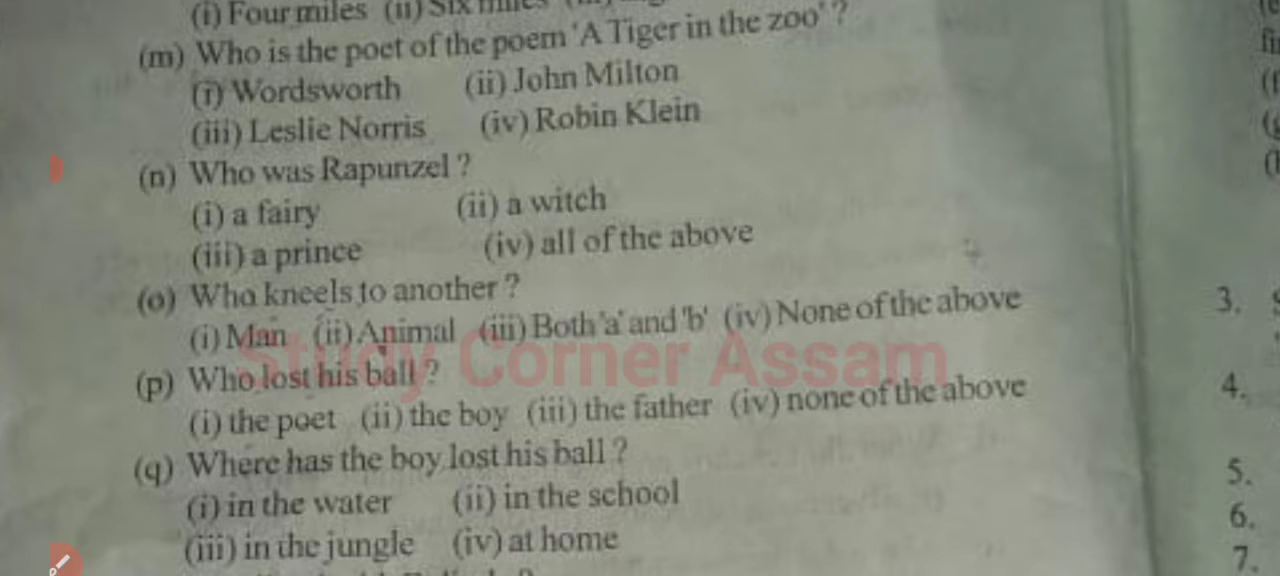 (i) Four miles (ii) Six miles
(m) Who is the poet of the poem 'A Tiger in the zoo' ?
(i) Wordsworth (ii) John Milton
(iii) Leslie Norris (iv) Robin Klein
(n) Who was Rapunzel ?
(i) a fairy (ii) a witch
(iii) a prince (iv) all of the above
(o) Who kneels to another ?
(i) Man (ii) Animal (iii) Both 'a' and 'b' (iv) None of the above
Study Corner Assam
(p) Who lost his ball ?
(i) the poet (ii) the boy (iii) the father (iv) none of the above
(q) Where has the boy lost his ball ?
(i) in the water (ii) in the school
(iii) in the jungle (iv) at home
3.
4.
5.
6.
7.